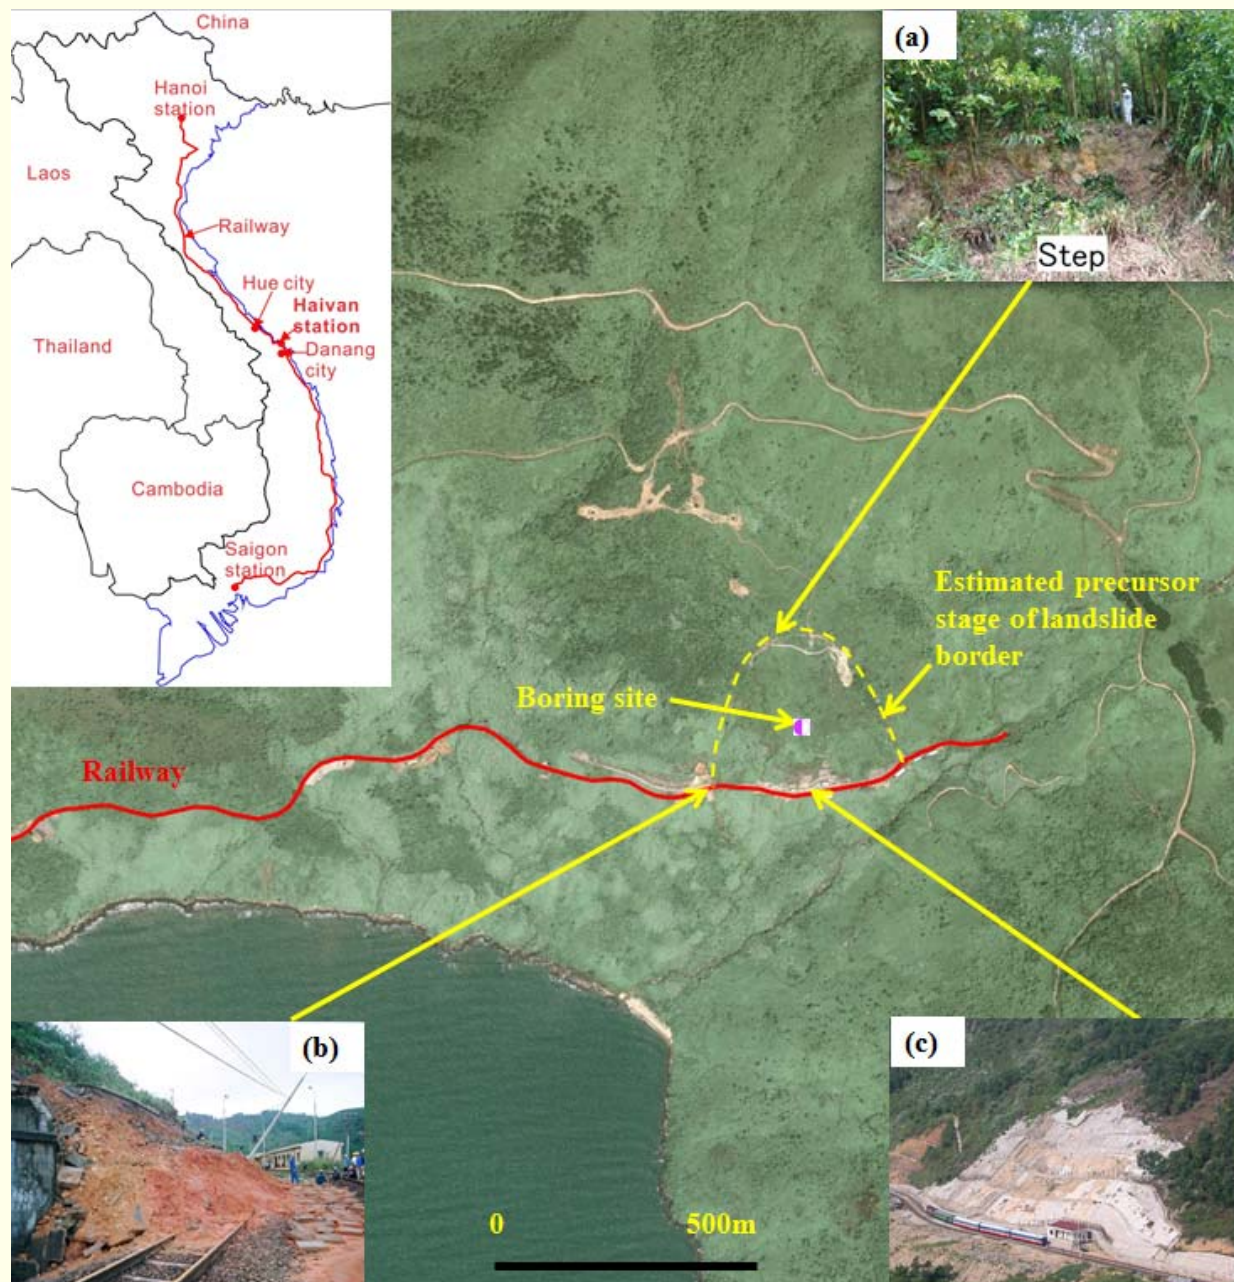 China
Hanoi
station
Laos
Railway
Hue city
Haivan
station
Thailand
Danang
city
Cambodia
Saigon
station
(a)
Step
Estimated precursor
stage of landslide
border
Boring site
Railway
(b)
(c)
0 500m